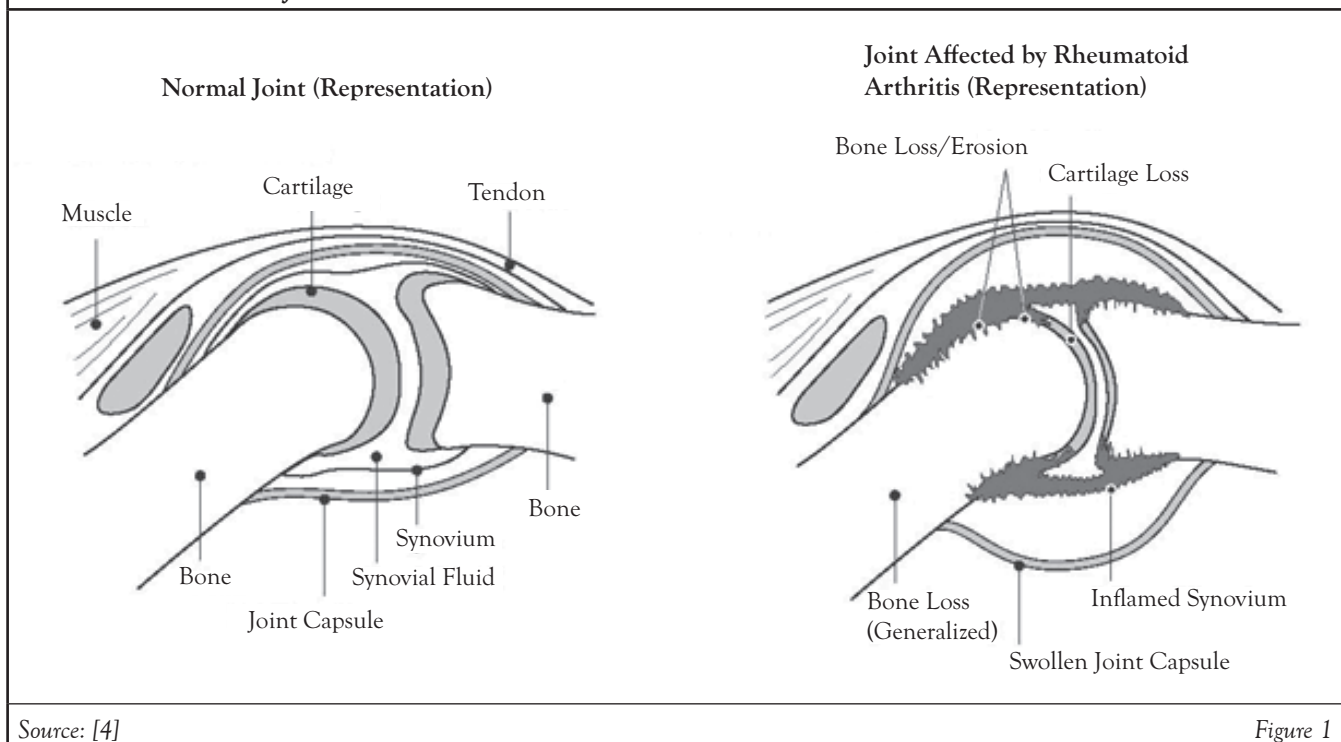 Normal Joint (Representation)
Joint Affected by Rheumatoid
Arthritis (Representation)
Muscle
Cartilage
Tendon
Bone
Synovium
Synovial Fluid
Bone
Joint Capsule
Bone Loss/Erosion
Cartilage Loss
Bone Loss
(Generalized)
Inflamed Synovium
Swollen Joint Capsule
Source: [4]
Figure 1